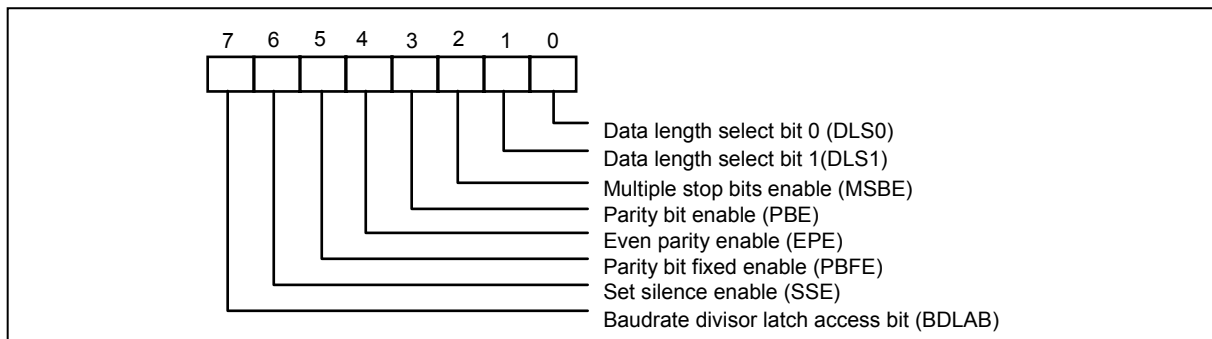 7 6 5 4 3 2 1 0
Data length select bit 0 (DLS0)
Data length select bit 1(DLS1)
Multiple stop bits enable (MSBE)
Parity bit enable (PBE)
Even parity enable (EPE)
Parity bit fixed enable (PBFE)
Set silence enable (SSE)
Baudrate divisor latch access bit (BDLAB)